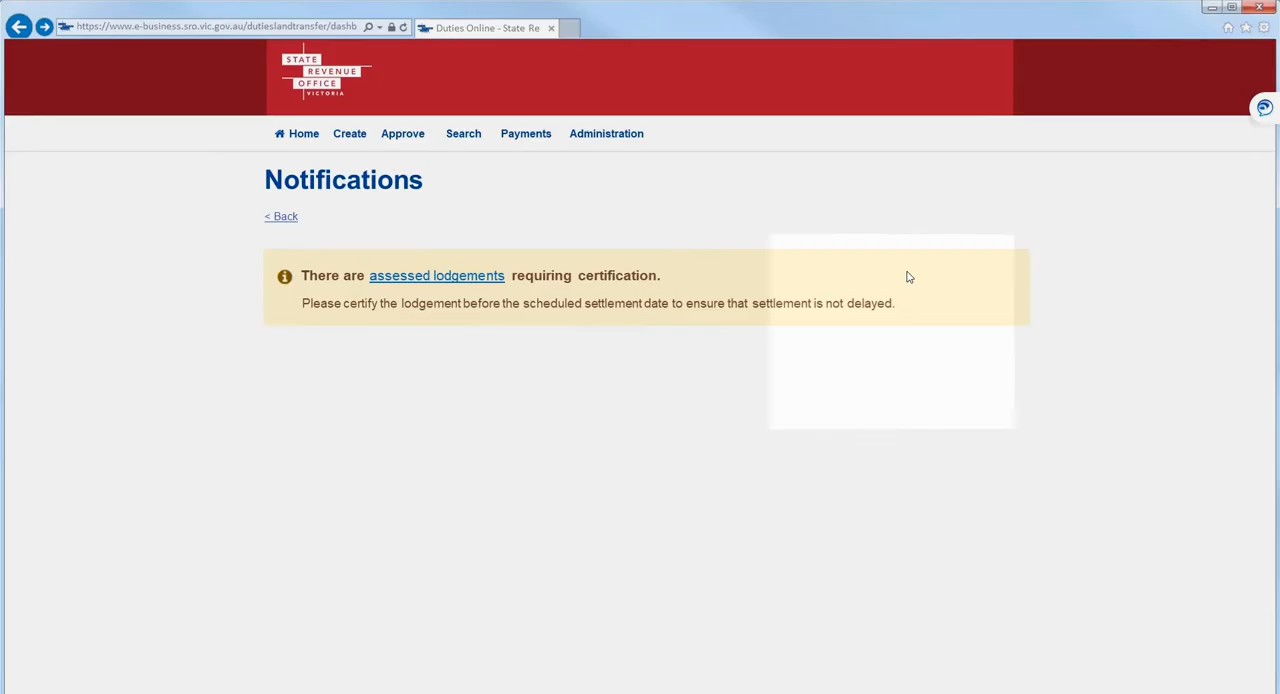 https://www.e-business.sro.vic.gov.au/dutieslandtransfer/dashb
Duties Online - State Re
STATE
REVENUE
OFFICE
VICTORIA
Home Create Approve Search Payments Administration
Notifications
< Back
There are assessed lodgements requiring certification.
Please certify the lodgement before the scheduled settlement date to ensure that settlement is not delayed.